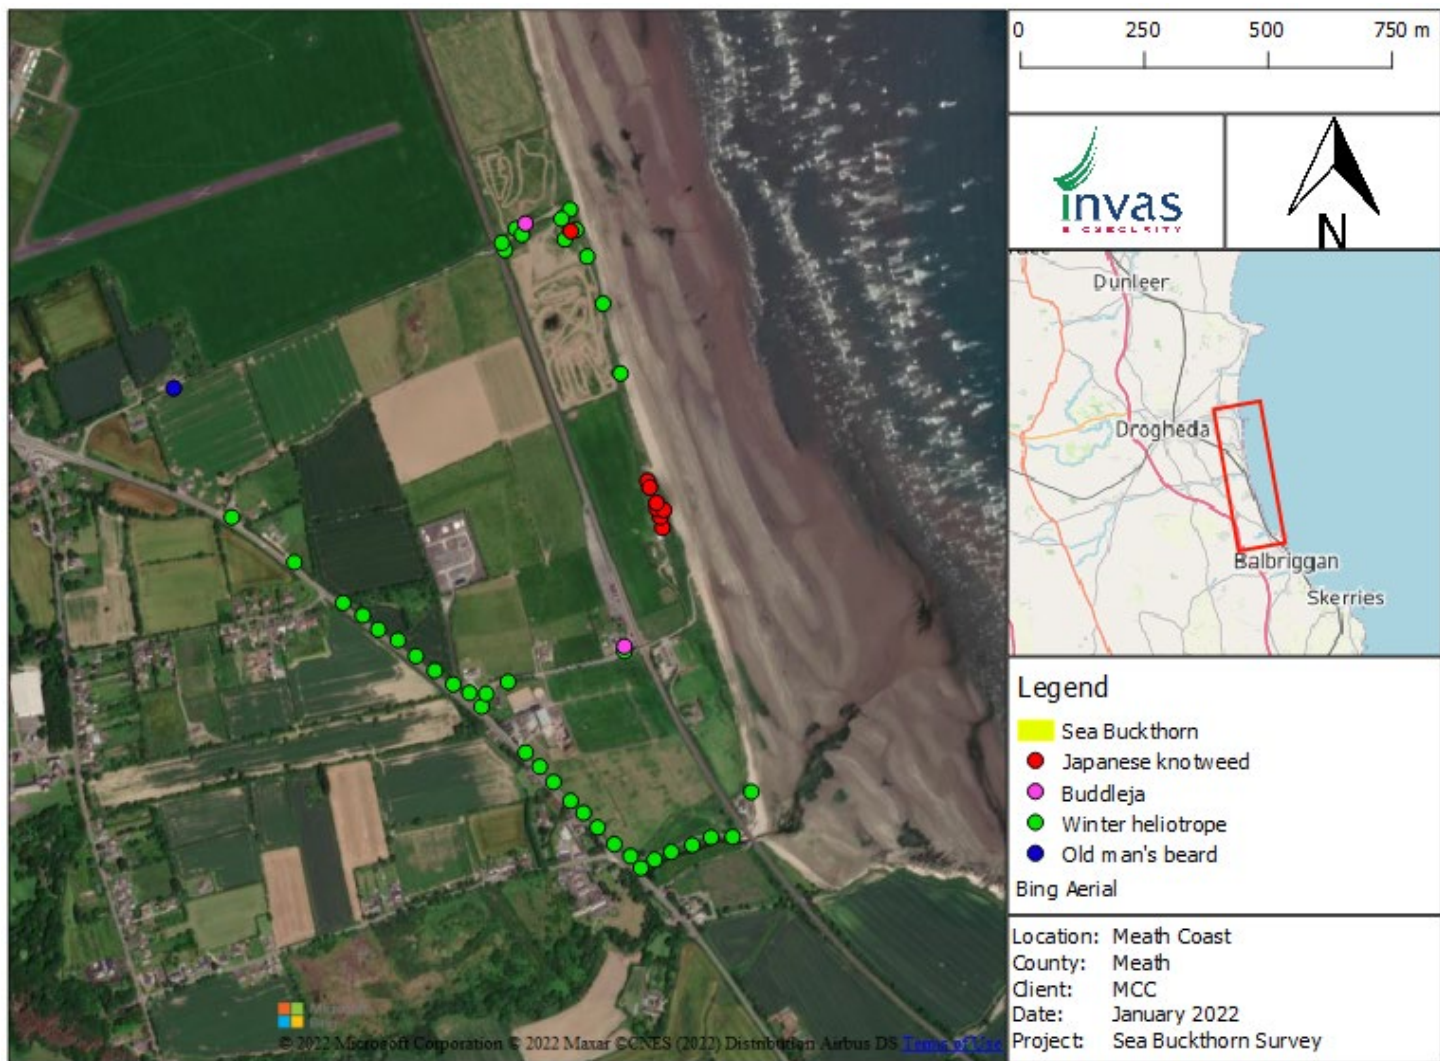 0 250 500 750 m
invas
BIOSECURITY
N
Dunleer
Drogheda
Balbriggan
Skerries
Legend
Sea Buckthorn
Japanese knotweed
Buddleja
Winter heliotrope
Old man's beard
Bing Aerial
Location: Meath Coast
County: Meath
Client: MCC
Date: January 2022
Project: Sea Buckthorn Survey
© 2022 Microsoft Corporation © 2022 Maxar ©CNES (2022) Distribution Airbus DS Terms of Use